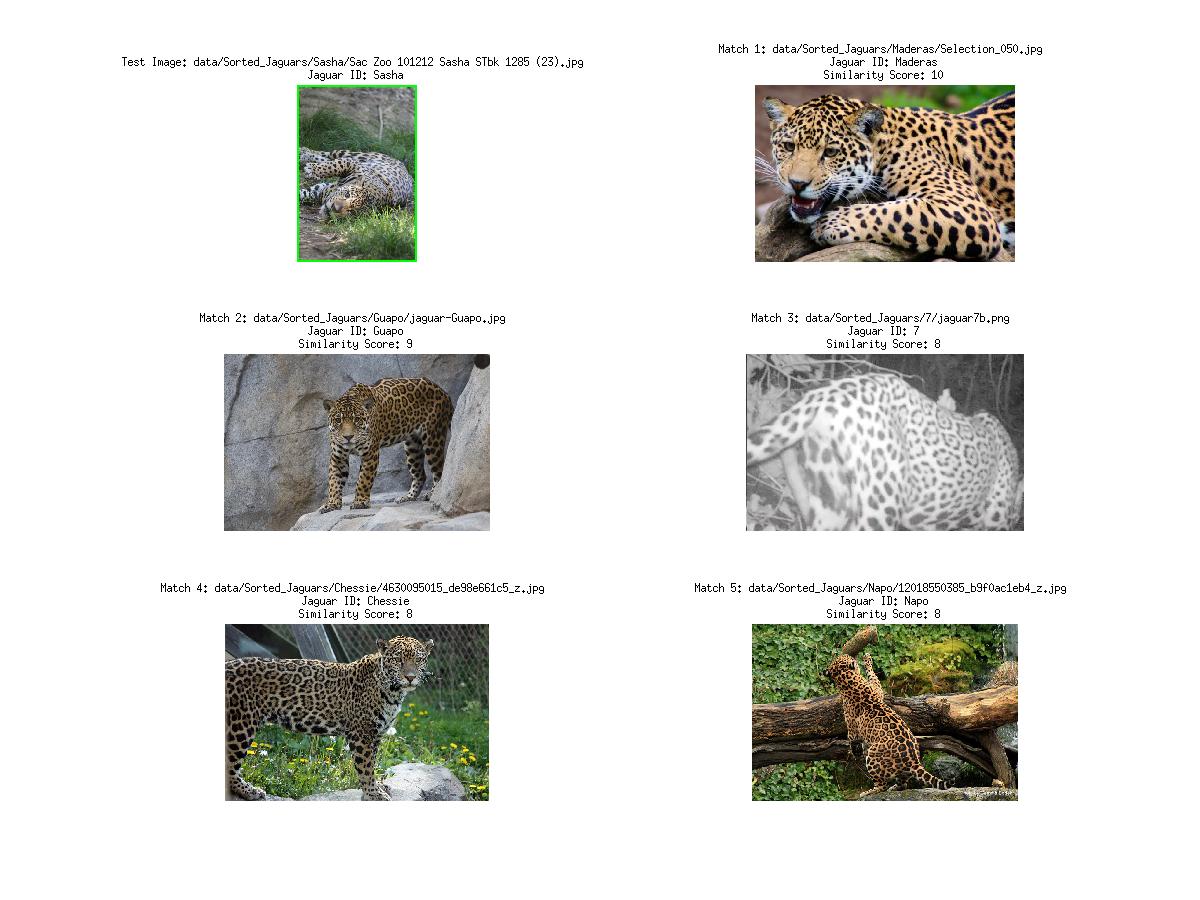 Test Image: data/Sorted_Jaguars/Sasha/Sac Zoo 101212 Sasha STbk 1285 (23).jpg
Jaguar ID: Sasha
Match 1: data/Sorted_Jaguars/Maderas/Selection_050.jpg
Jaguar ID: Maderas
Similarity Score: 10
Match 2: data/Sorted_Jaguars/Guapo/jaguar-Guapo.jpg
Jaguar ID: Guapo
Similarity Score: 9
Match 3: data/Sorted_Jaguars/7/jaguar7b.png
Jaguar ID: 7
Similarity Score: 8
Match 4: data/Sorted_Jaguars/Chessie/4630095015_de98e661c5_z.jpg
Jaguar ID: Chessie
Similarity Score: 8
Match 5: data/Sorted_Jaguars/Napo/12018550385_b9f0ac1eb4_z.jpg
Jaguar ID: Napo
Similarity Score: 8